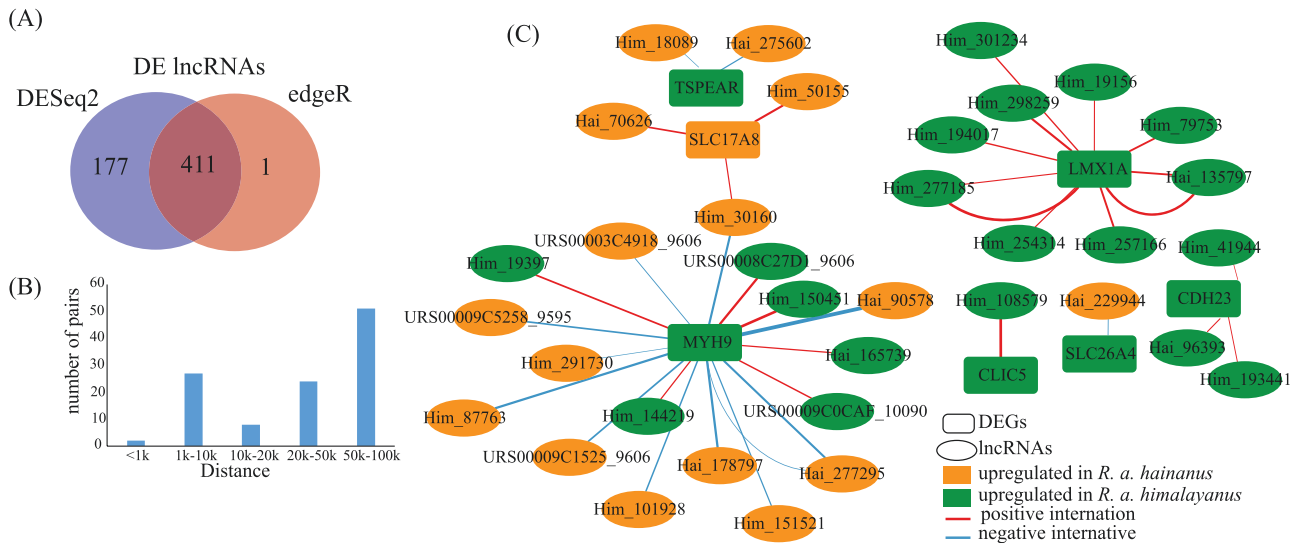 (A)
DE lncRNAs
DESeq2
edgeR
177
411
1
(B)
number of pairs
60
50
40
30
20
10
0
<1k
1k-10k
10k-20k
20k-50k
50k-100k
Distance
(C)
Him_18089
Hai_275602
TSPEAR
Him_50155
Hai_70626
SLC17A8
Him_30160
URS00003C4918_9606
Him_19397
URS00008C27D1_9606
Him_150451
Hai_90578
URS00009C5258_9595
MYH9
Him_291730
Hai_165739
Him_87763
Him_144219
URS00009C0CAF_10090
URS00009C1525_9606
Hai_178797
Hai_277295
Him_101928
Him_151521
Him_301234
Him_19156
Him_298259
Him_79753
Him_194017
LMX1A
Him_277185
Hai_135797
Him_254314
Him_257166
Him_41944
Him_108579
Hai_229944
CDH23
CLIC5
SLC26A4
Hai_96393
Him_193441
DEGs
lncRNAs
upregulated in R. a. hainanus
upregulated in R. a. himalayanus
positive internation
negative internative